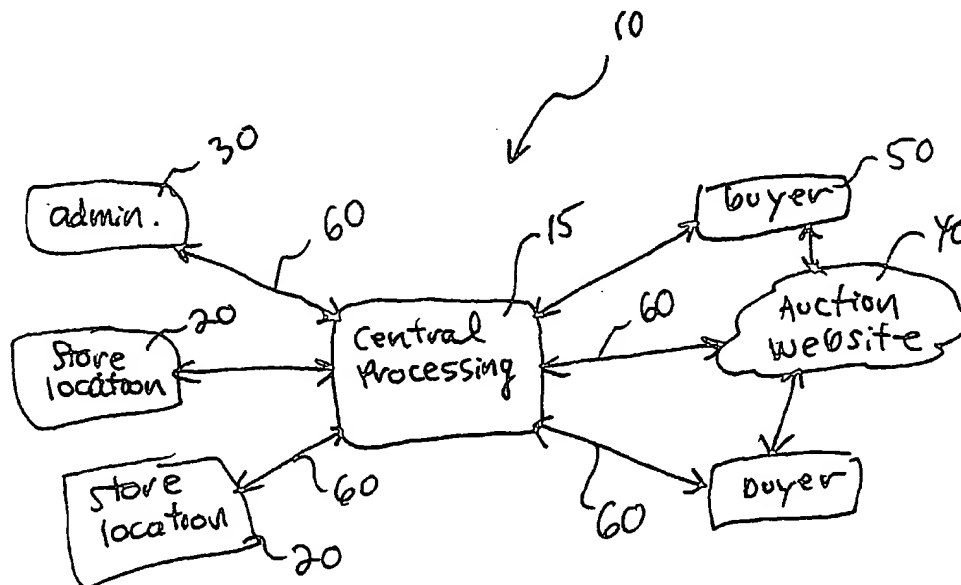 10
30
admin.
60
50
buyer
15
40
20
Store
location
Central
Processing
60
Auction
website
Store
location
60
20
60
buyer